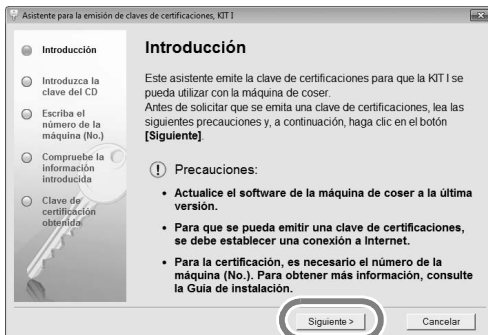 Asistente para la emisión de claves de certificaciones, KIT I
Introducción
Introduzca la
clave del CD
Escriba el
número de la
máquina (No.)
Compruebe la
información
introducida
Clave de
certificación
obtenida
Introducción
Este asistente emite la clave de certificaciones para que la KIT I se
pueda utilizar con la máquina de coser.
Antes de solicitar que se emita una clave de certificaciones, lea las
siguientes precauciones y, a continuación, haga clic en el botón
[Siguiente].
Precauciones:
• Actualice el software de la máquina de coser a la última
versión.
• Para que se pueda emitir una clave de certificaciones,
se debe establecer una conexión a Internet.
• Para la certificación, es necesario el número de la
máquina (No.). Para obtener más información, consulte
la Guía de instalación.
Siguiente >
Cancelar